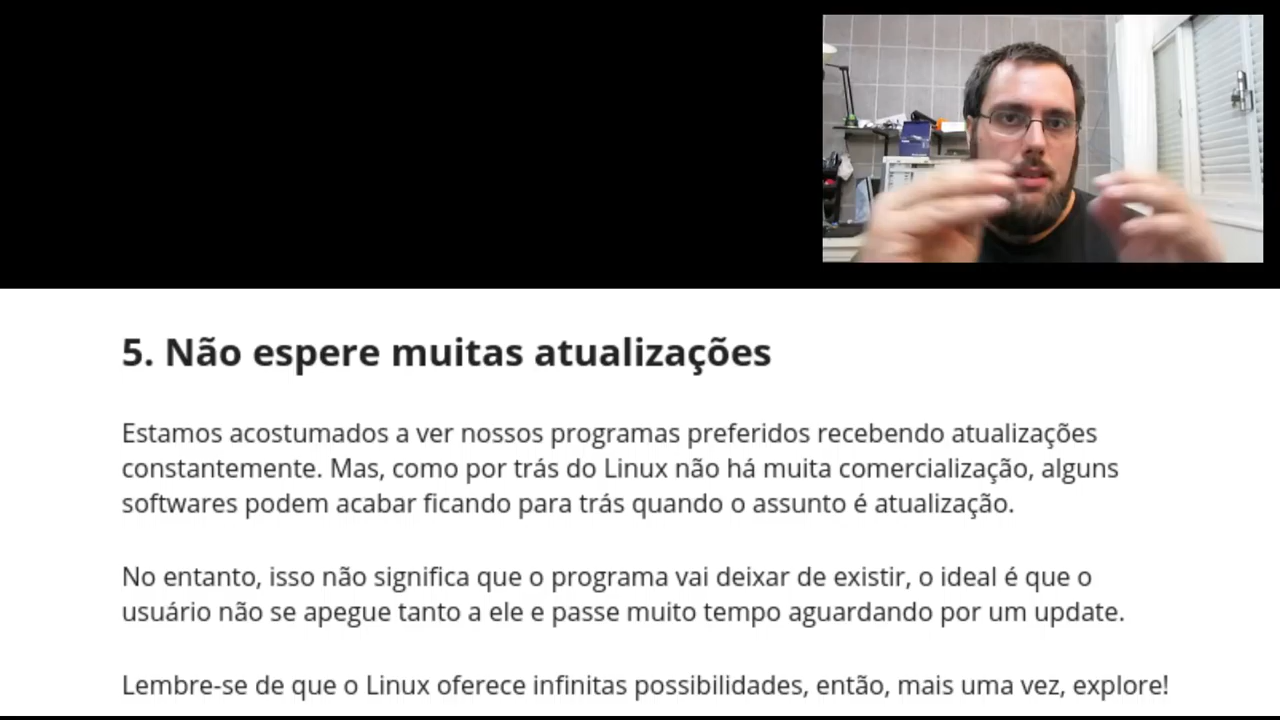 5. Não espere muitas atualizações
Estamos acostumados a ver nossos programas preferidos recebendo atualizações
constantemente. Mas, como por trás do Linux não há muita comercialização, alguns
softwares podem acabar ficando para trás quando o assunto é atualização.
No entanto, isso não significa que o programa vai deixar de existir, o ideal é que o
usuário não se apegue tanto a ele e passe muito tempo aguardando por um update.
Lembre-se de que o Linux oferece infinitas possibilidades, então, mais uma vez, explore!